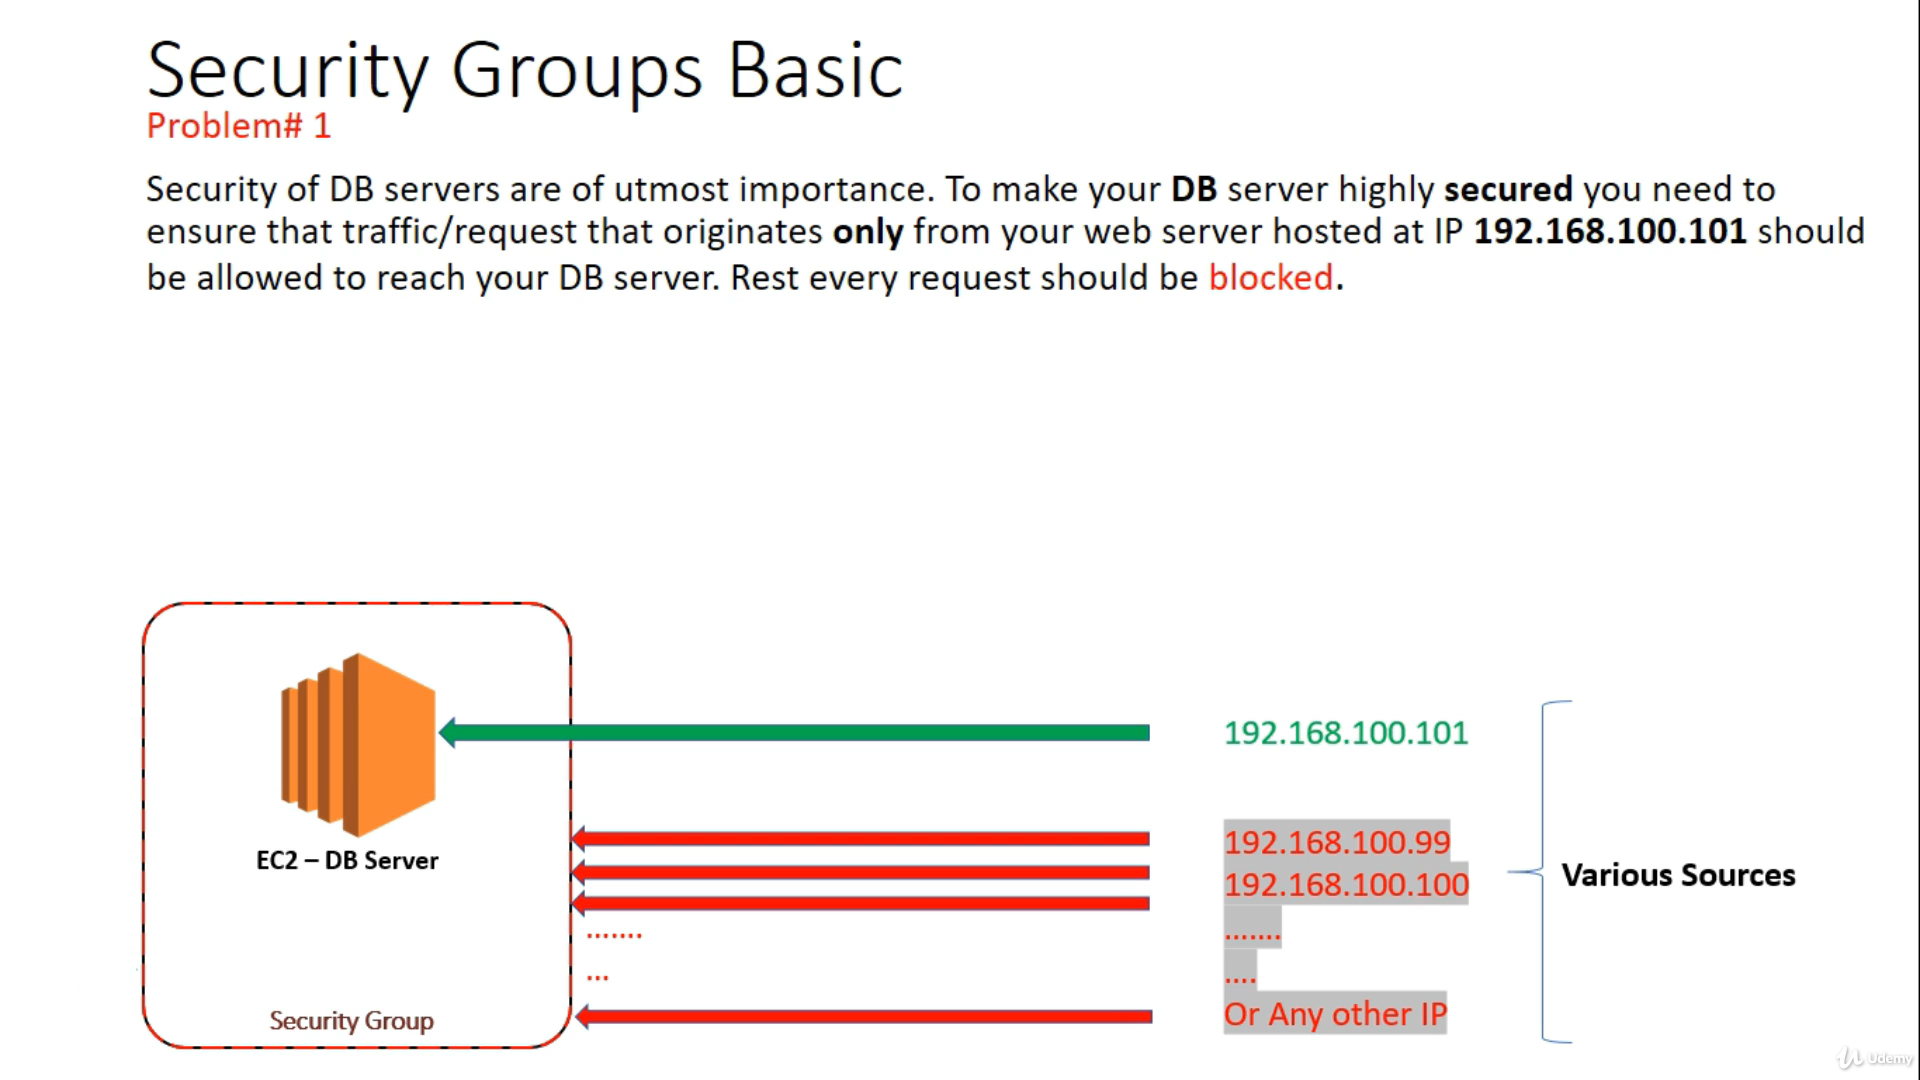 Security Groups Basic
Problem# 1
Security of DB servers are of utmost importance. To make your DB server highly secured you need to
ensure that traffic/request that originates only from your web server hosted at IP 192.168.100.101 should
be allowed to reach your DB server. Rest every request should be blocked.
192.168.100.101
EC2 – DB Server
192.168.100.99
192.168.100.100
Various Sources
....... .......
... ....
Security Group
Or Any other IP
Udemy